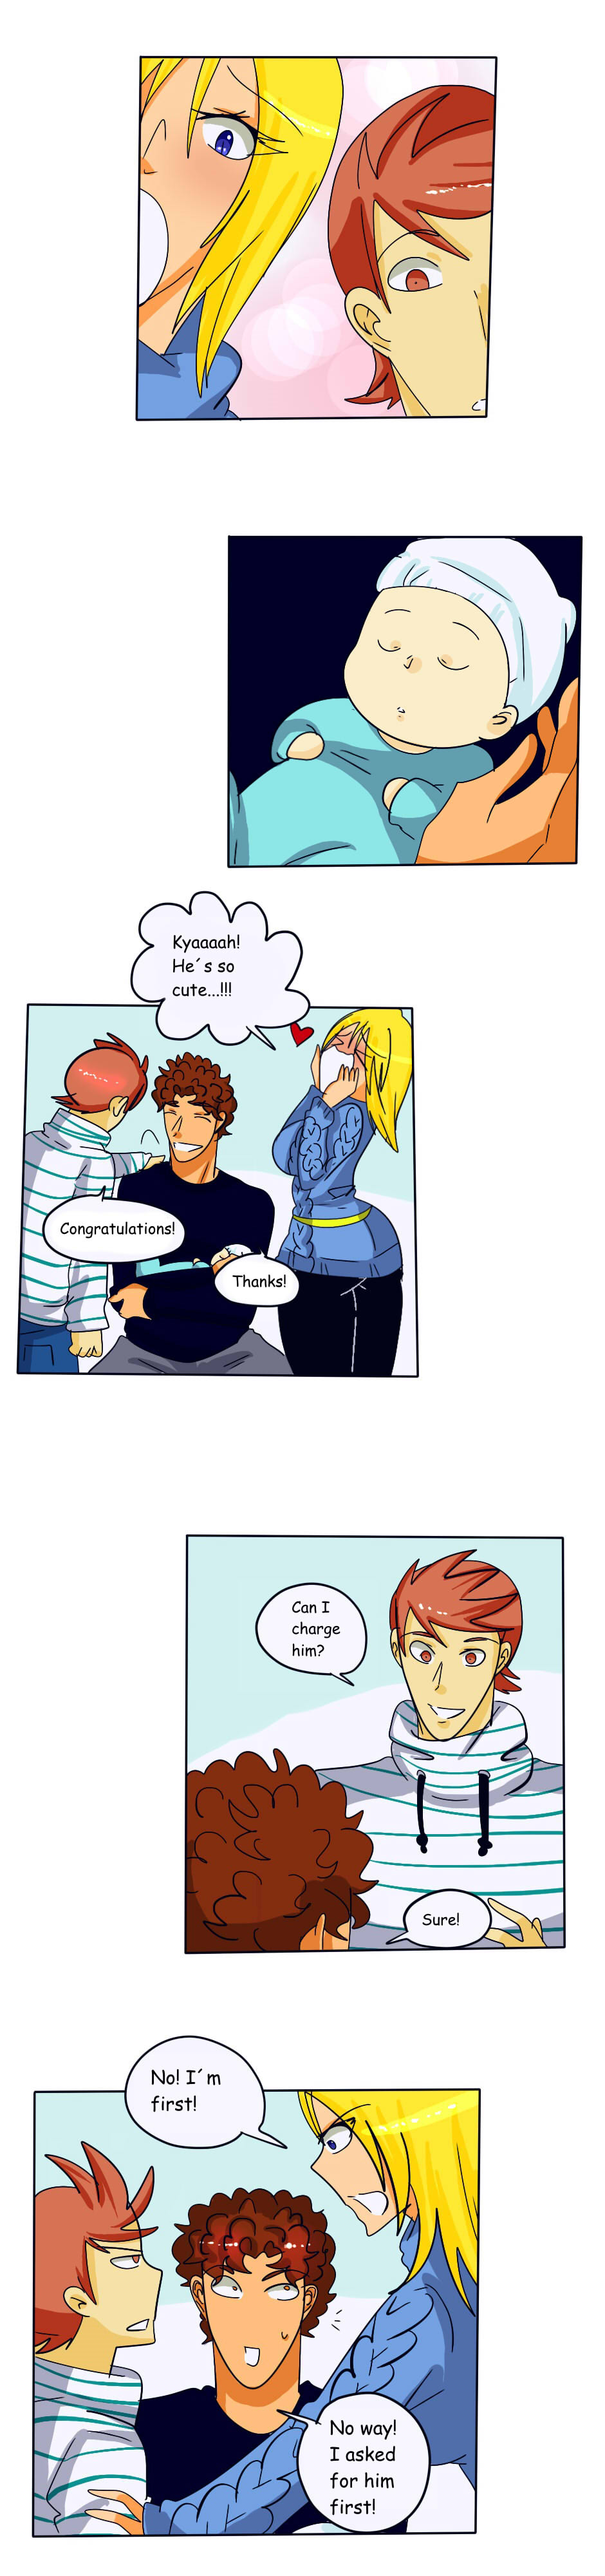 Kyaaaah!
He´s so
cute...!!!
Congratulations!
Thanks!
Can I
charge
him?
Sure!
No! I´m
first!
No way!
I asked
for him
first!